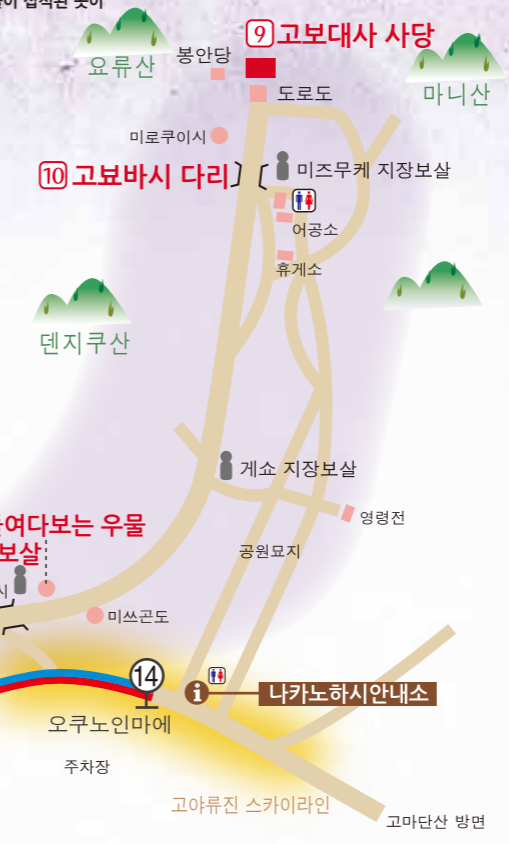 요류산
봉안당
9 고보대사 사당
도로도
마니산
미로쿠이시
10 고묘바시 다리
미즈무케 지장보살
어공소
휴게소
덴지쿠산
게쇼 지장보살
영령전
여다보는 우물
보살
시
공원묘지
미쓰곤도
14
i
나카노하시안내소
오쿠노인마에
주차장
고야류진 스카이라인
고마단산 방면